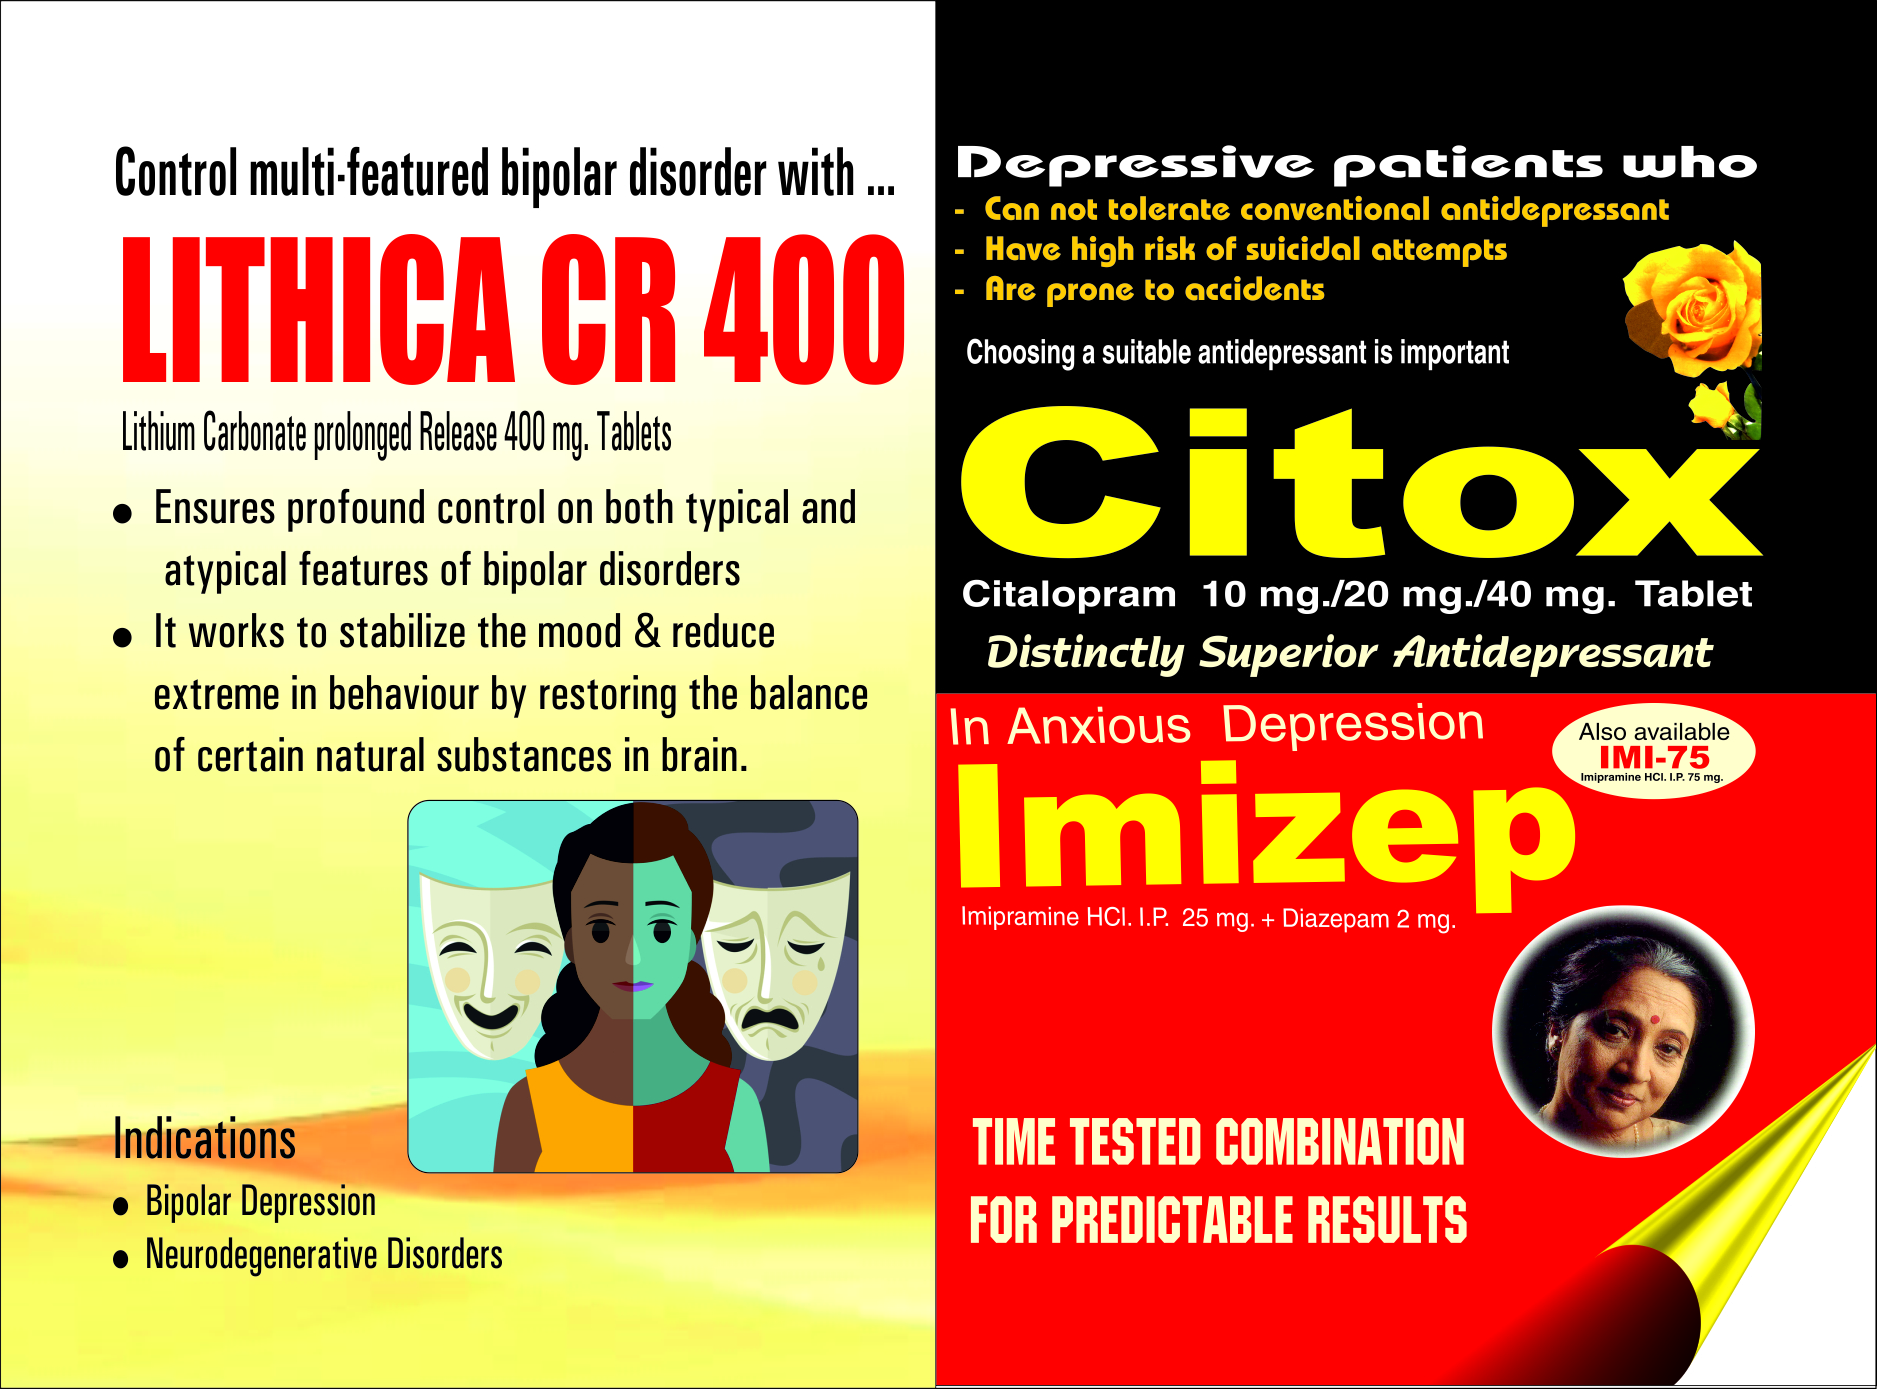 Control multi-featured bipolar disorder with ...
LITHICA CR 400
Lithium Carbonate prolonged Release 400 mg. Tablets
● Ensures profound control on both typical and
atypical features of bipolar disorders
● It works to stabilize the mood & reduce
extreme in behaviour by restoring the balance
of certain natural substances in brain.
Indications
● Bipolar Depression
● Neurodegenerative Disorders
Depressive patients who
- Can not tolerate conventional antidepressant
- Have high risk of suicidal attempts
- Are prone to accidents
Choosing a suitable antidepressant is important
Citox
Citalopram 10 mg./20 mg./40 mg. Tablet
Distinctly Superior Antidepressant
In Anxious Depression
Also available
IMI-75
Imipramine HCl. I.P. 75 mg.
Imizep
Imipramine HCl. I.P. 25 mg. + Diazepam 2 mg.
TIME TESTED COMBINATION
FOR PREDICTABLE RESULTS